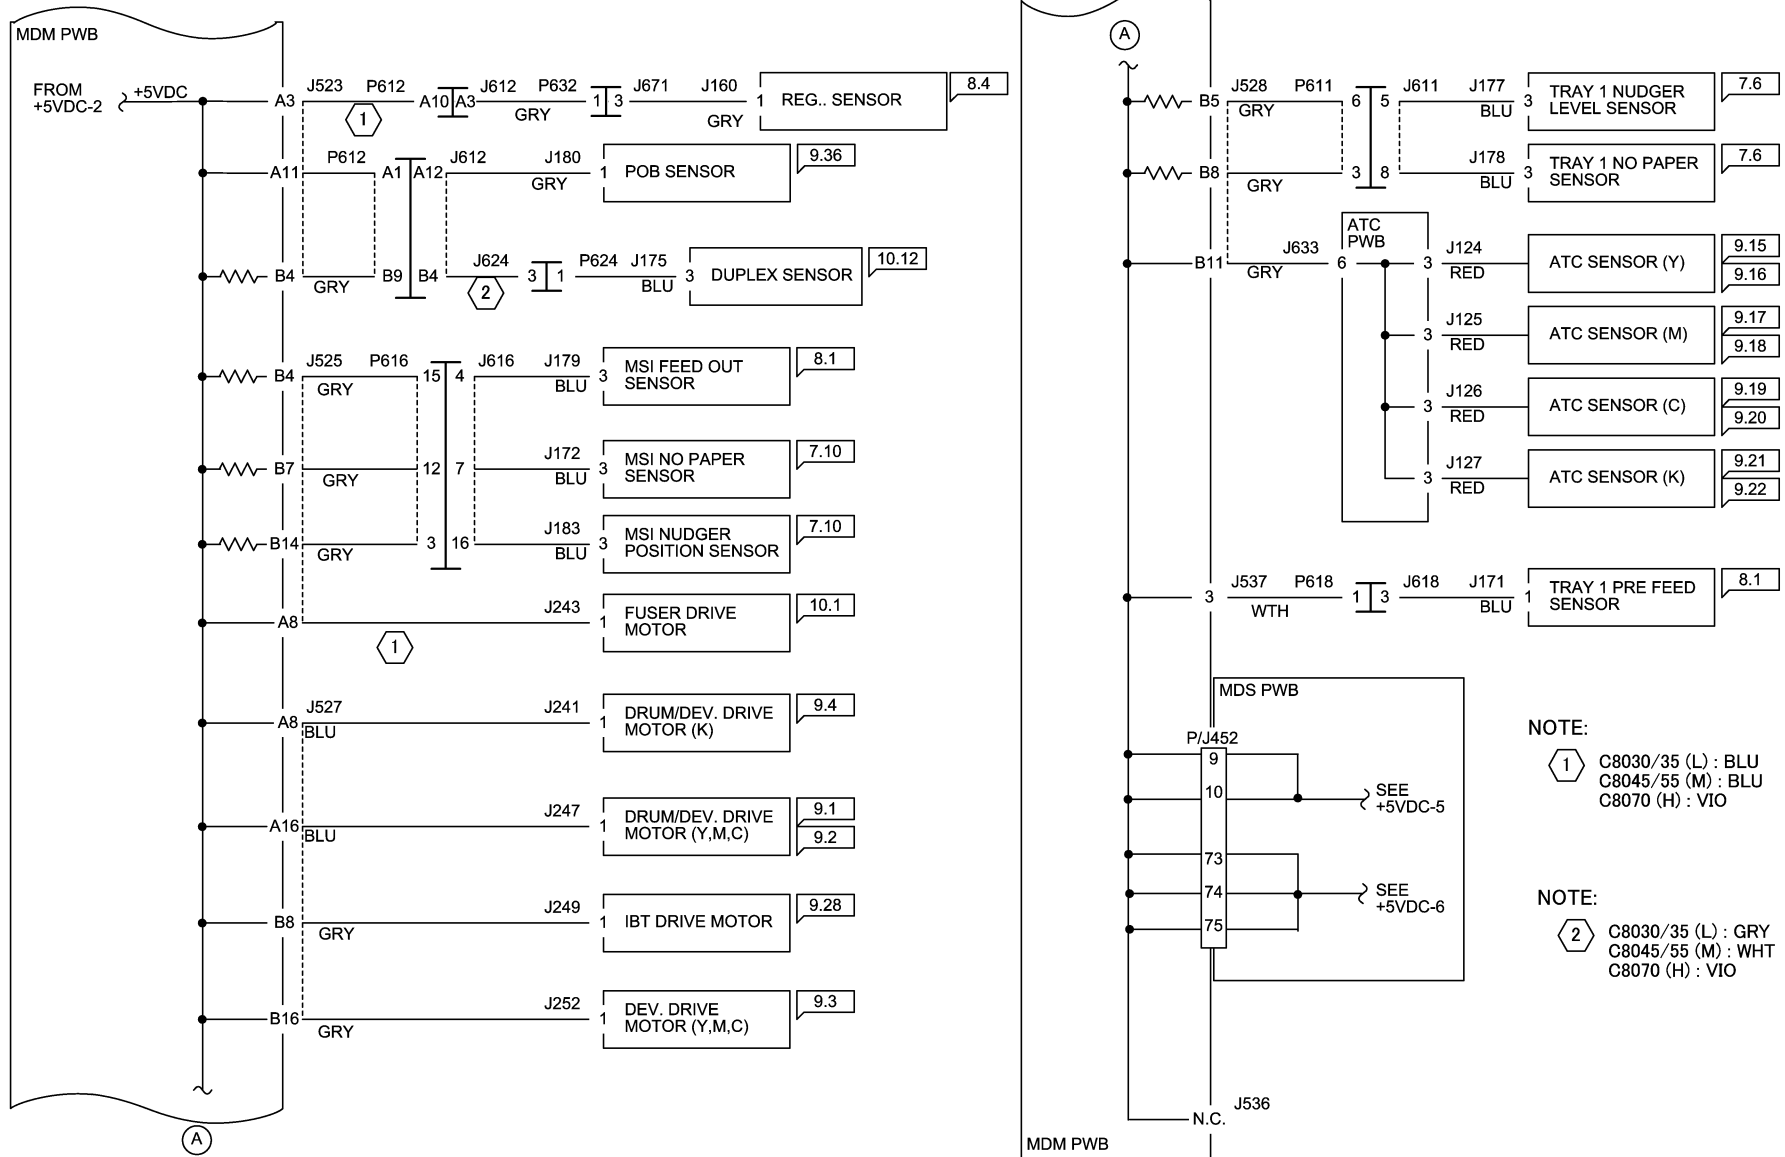 MDM PWB
FROM
+5VDC-2
+5VDC
A3
J523
P612
A10 A3
J612
P632
1 3
J671
J160
1
REG.. SENSOR
8.4
1
GRY
GRY
A11
P612
A1 A12
J612
J180
GRY
1
POB SENSOR
9.36
B4
GRY
B9 B4
J624
2
3 1
P624
J175
BLU
3
DUPLEX SENSOR
10.12
B4
J525
GRY
P616
15 4
J616
J179
BLU
3
MSI FEED OUT
SENSOR
8.1
B7
GRY
12 7
J172
BLU
3
MSI NO PAPER
SENSOR
7.10
B14
GRY
3 16
J183
BLU
3
MSI NUDGER
POSITION SENSOR
7.10
A8
1
J243
1
FUSER DRIVE
MOTOR
10.1
A8
J527
BLU
J241
1
DRUM/DEV. DRIVE
MOTOR (K)
9.4
A16
BLU
J247
1
DRUM/DEV. DRIVE
MOTOR (Y,M,C)
9.1
9.2
B8
GRY
J249
1
IBT DRIVE MOTOR
9.28
B16
GRY
J252
1
DEV. DRIVE
MOTOR (Y,M,C)
9.3
A
A
B5
J528
GRY
P611
6 5
J611
J177
BLU
3
TRAY 1 NUDGER
LEVEL SENSOR
7.6
B8
GRY
3 8
J178
BLU
3
TRAY 1 NO PAPER
SENSOR
7.6
ATC
PWB
B11
GRY
J633
6
3
J124
RED
ATC SENSOR (Y)
9.15
9.16
3
J125
RED
ATC SENSOR (M)
9.17
9.18
3
J126
RED
ATC SENSOR (C)
9.19
9.20
3
J127
RED
ATC SENSOR (K)
9.21
9.22
3
J537
WTH
P618
1 3
J618
J171
BLU
1
TRAY 1 PRE FEED
SENSOR
8.1
MDS PWB
P/J452
9
10
SEE
+5VDC-5
73
74
75
SEE
+5VDC-6
NOTE:
1
C8030/35 (L) : BLU
C8045/55 (M) : BLU
C8070 (H) : VIO
NOTE:
2
C8030/35 (L) : GRY
C8045/55 (M) : WHT
C8070 (H) : VIO
N.C.
J536
MDM PWB